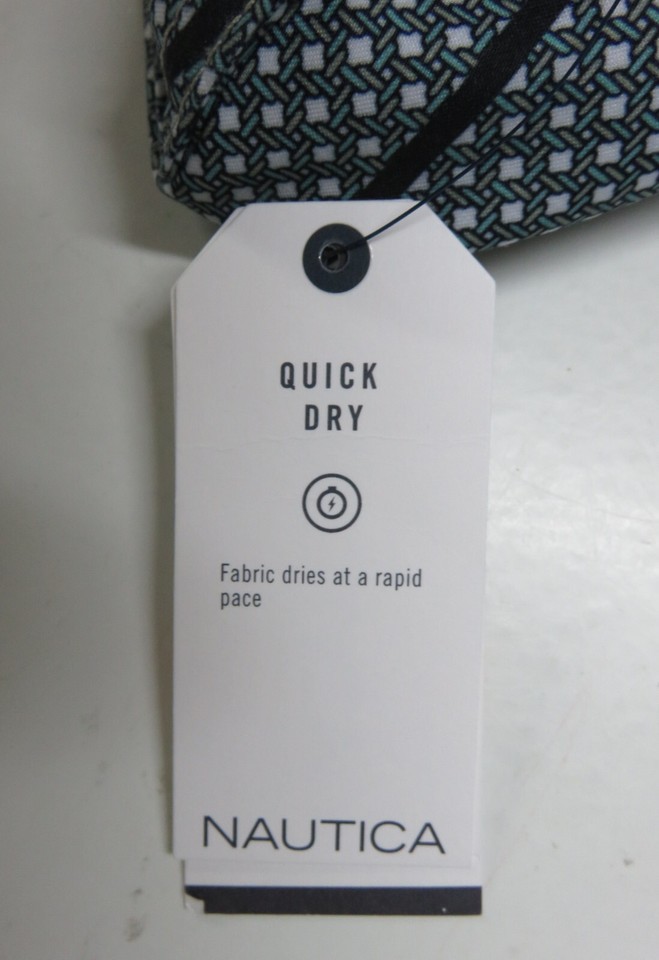 QUICK
DRY
Fabric dries at a rapid
pace
NAUTICA